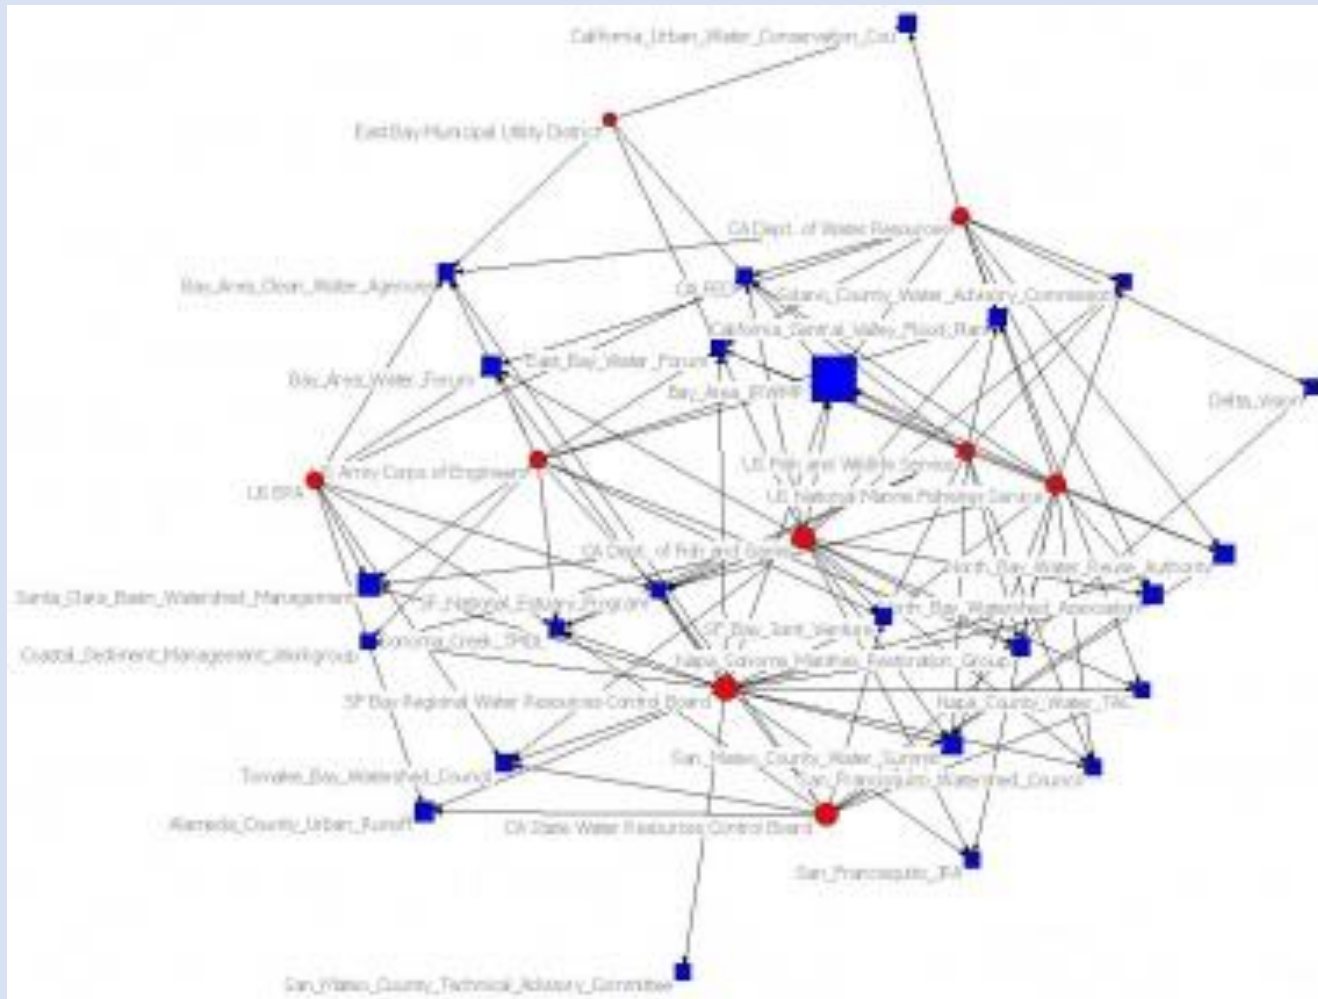 California_Urban_Water_Conservation_Cou
East Bay Municipal Utility District
CA Dept. of Water Resources
Bay_Area_Clean_Water_Agencies
Solano_County_Water_Advisory_Commission
California_Central_Valley_Flood_Plan
East_Bay_Water_Forum
Bay_Area_Water_Forum
Bay_Area_IRWMP
Delta_Vision
US Fish and Wildlife Service
Army Corps of Engineers
US EPA
US National Marine Fisheries Service
CA Dept. of Fish and Game
North_Bay_Water_Reuse_Authority
Santa_Clara_Basin_Watershed_Management
SF_National_Estuary_Program
North_Bay_Watershed_Association
SF_Bay_Joint_Venture
Sonoma_Creek_TMDL
Coastal_Sediment_Management_Workgroup
Napa_Sonoma_Marshes_Restoration_Group
SF Bay Regional Water Resources Control Board
Napa_County_Water_TAC
San_Mateo_County_Water_Summit
Tomales_Bay_Watershed_Council
San_Francisquito_Watershed_Council
Alameda_County_Urban_Runoff
CA State Water Resources Control Board
San_Francisquito_JPA
San_Mateo_County_Technical_Advisory_Committee